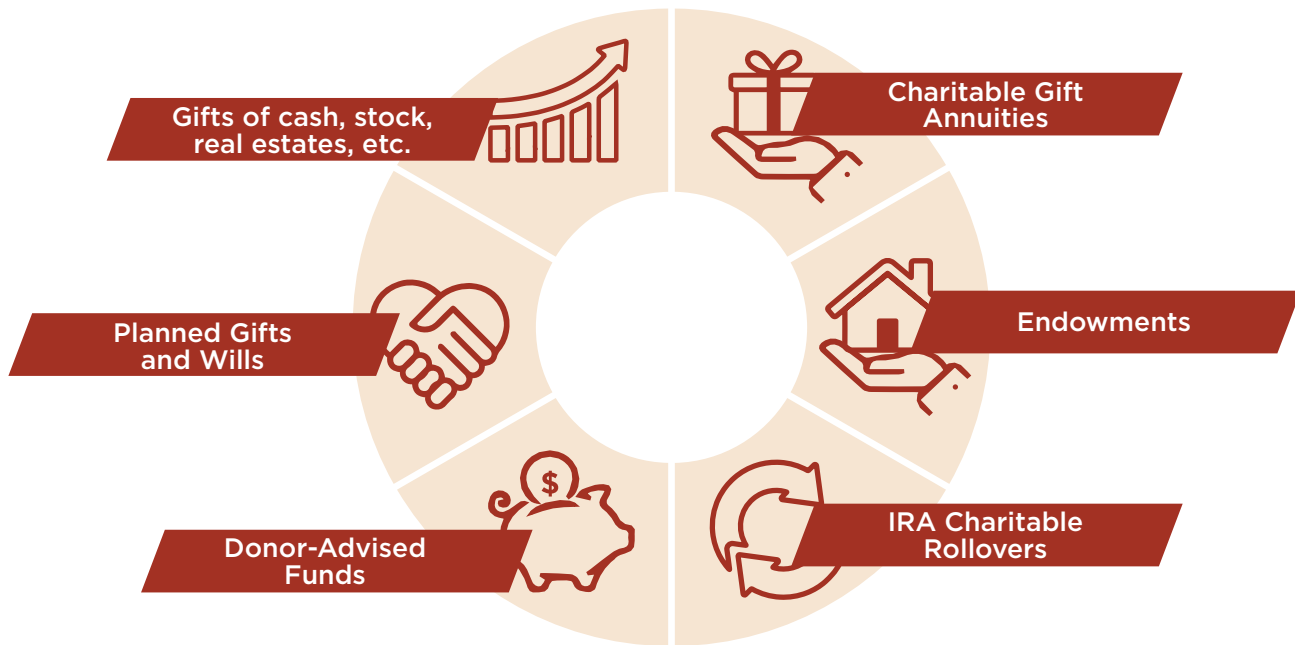 Gifts of cash, stock,
real estates, etc.
Charitable Gift
Annuities
Planned Gifts
and Wills
Endowments
$
Donor-Advised
Funds
IRA Charitable
Rollovers